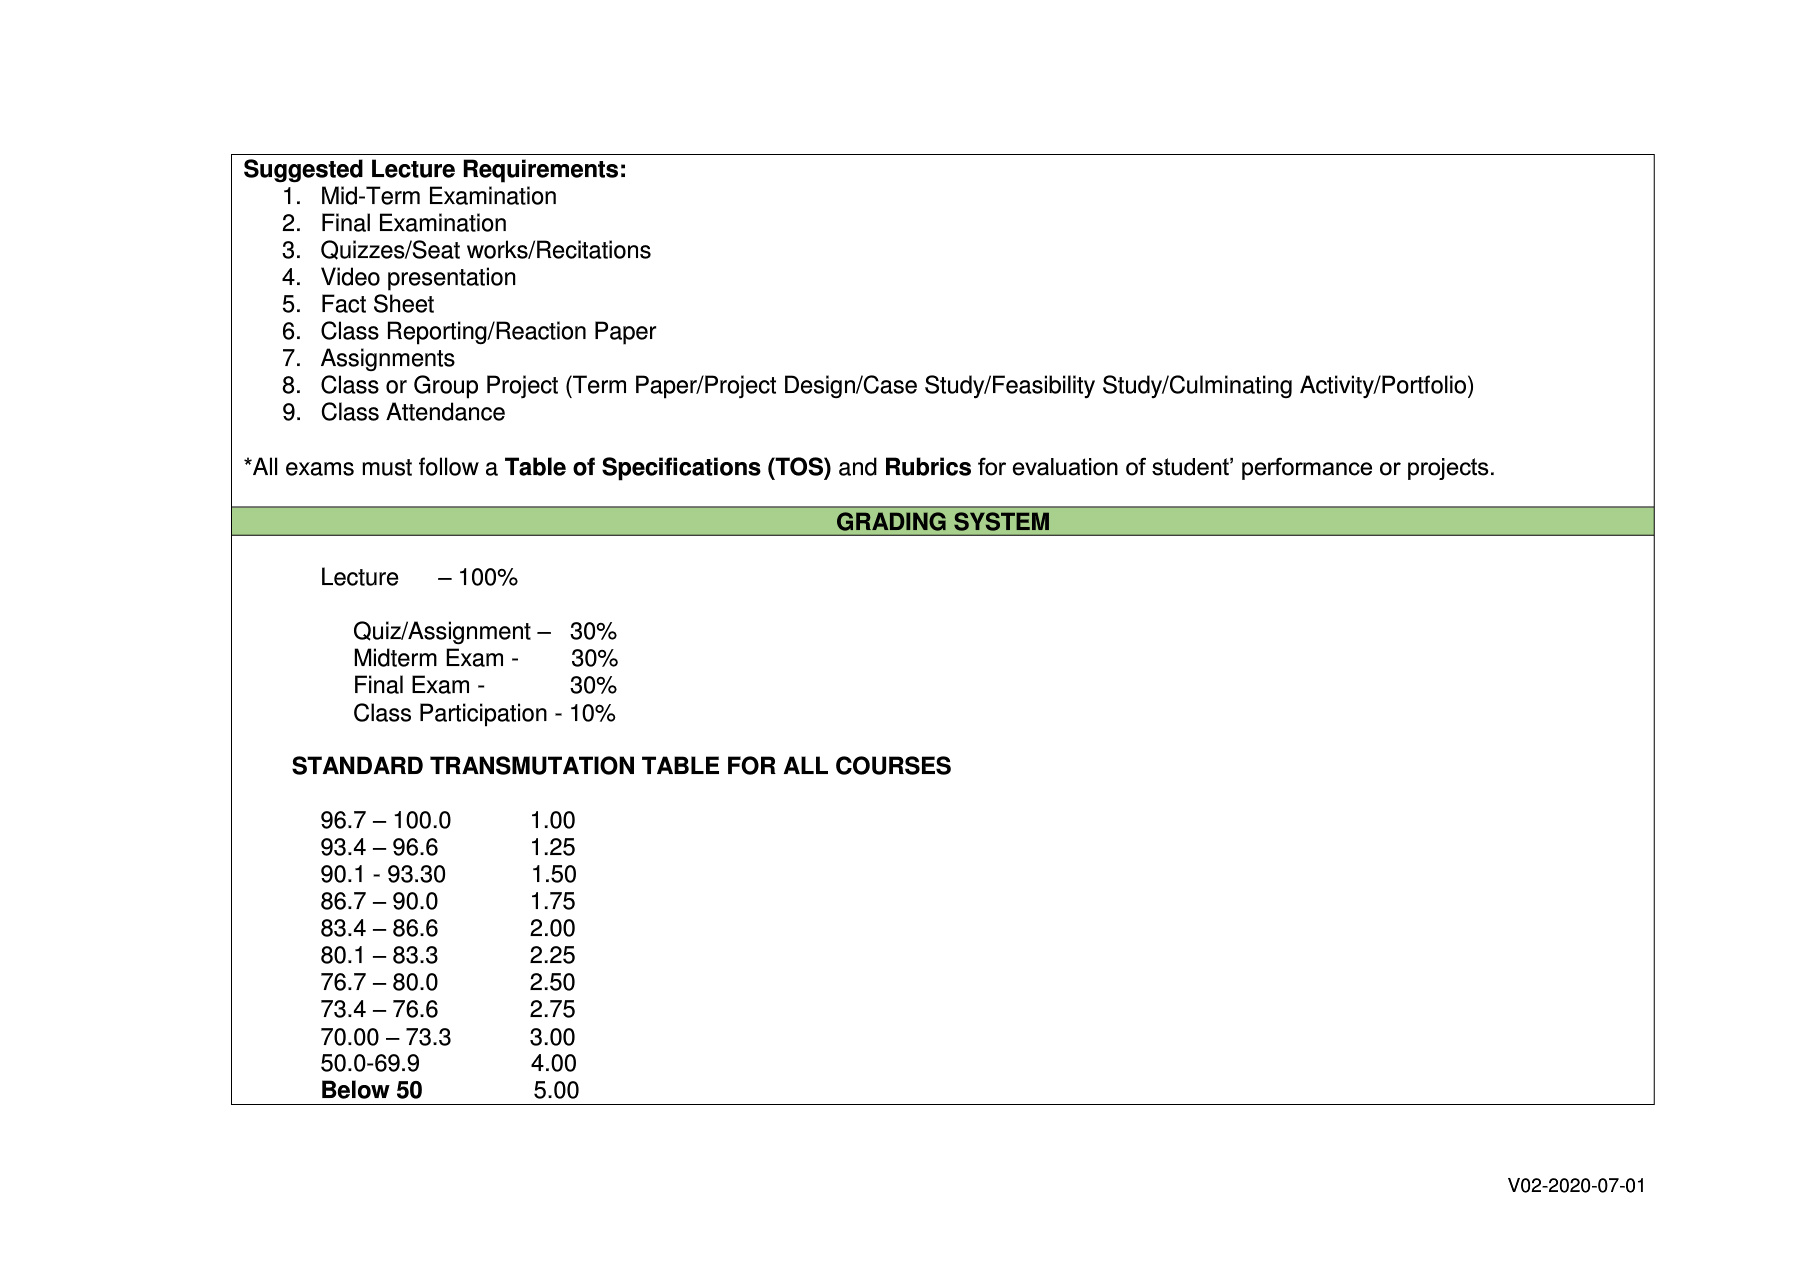 Suggested Lecture Requirements:
1. Mid-Term Examination
2. Final Examination
3. Quizzes/Seat works/Recitations
4. Video presentation
5. Fact Sheet
6. Class Reporting/Reaction Paper
7. Assignments
8. Class or Group Project (Term Paper/Project Design/Case Study/Feasibility Study/Culminating Activity/Portfolio)
9. Class Attendance
*All exams must follow a Table of Specifications (TOS) and Rubrics for evaluation of student’ performance or projects.
GRADING SYSTEM
Lecture – 100%
Quiz/Assignment – 30%
Midterm Exam - 30%
Final Exam - 30%
Class Participation - 10%
STANDARD TRANSMUTATION TABLE FOR ALL COURSES
96.7 – 100.0 1.00
93.4 – 96.6 1.25
90.1 - 93.30 1.50
86.7 – 90.0 1.75
83.4 – 86.6 2.00
80.1 – 83.3 2.25
76.7 – 80.0 2.50
73.4 – 76.6 2.75
70.00 – 73.3 3.00
50.0-69.9 4.00
Below 50 5.00
V02-2020-07-01